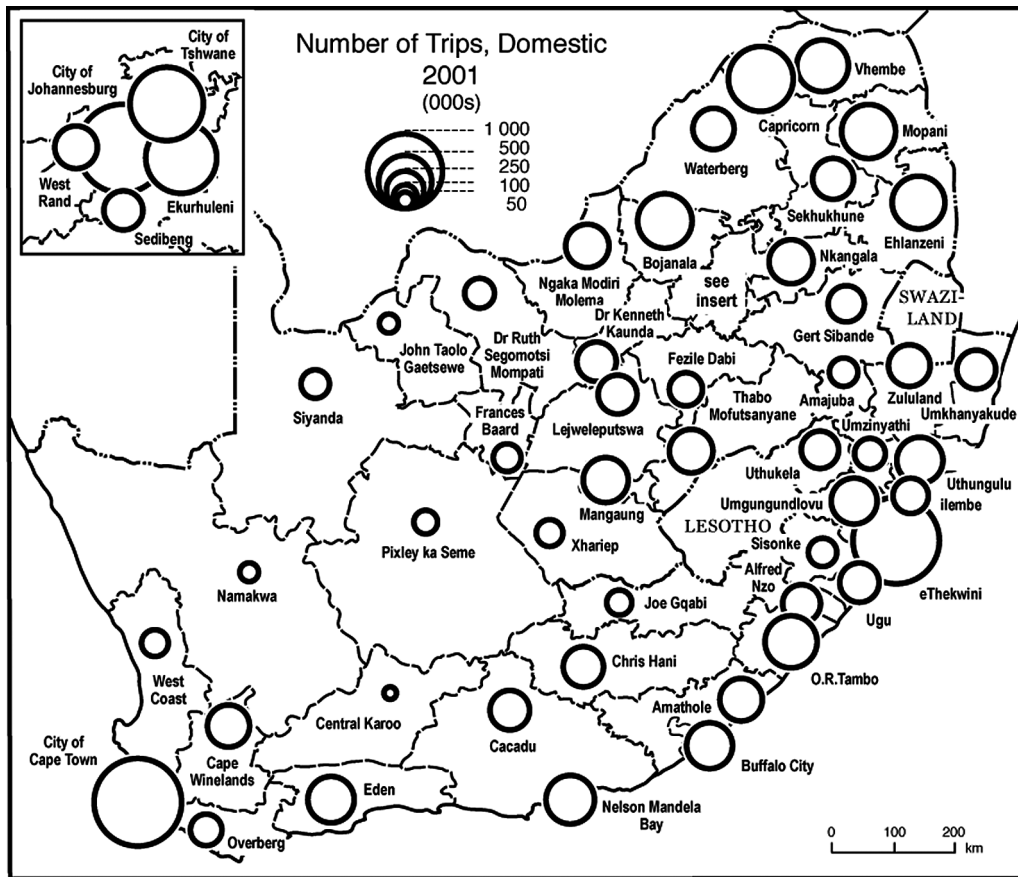 City of
Tshwane
City of
Johannesburg
West
Rand
Ekurhuleni
Sedibeng
Number of Trips, Domestic
2001
(000s)
1 000
500
250
100
50
Vhembe
Capricorn
Mopani
Waterberg
Sekhukhune
Ehlanzeni
Bojanala
Nkangala
Ngaka Modiri
Molema
see
insert
Dr Kenneth
Kaunda
Gert Sibande
SWAZI-
LAND
John Taolo
Gaetsewe
Dr Ruth
Segomotsi
Mompati
Fezile Dabi
Siyanda
Frances
Baard
Lejweleputswa
Thabo
Mofutsanyane
Amajuba
Zululand
Umkhanyakude
Umzinyathi
Uthukela
Uthungulu
Umgungundlovu
ilembe
Mangaung
LESOTHO
Pixley ka Seme
Xhariep
Sisonke
Alfred
Nzo
eThekwini
Namakwa
Joe Gqabi
Ugu
West
Coast
Chris Hani
O.R.Tambo
Central Karoo
Amathole
City of
Cape Town
Cape
Winelands
Cacadu
Buffalo City
Eden
Nelson Mandela
Bay
Overberg
0 100 200
km